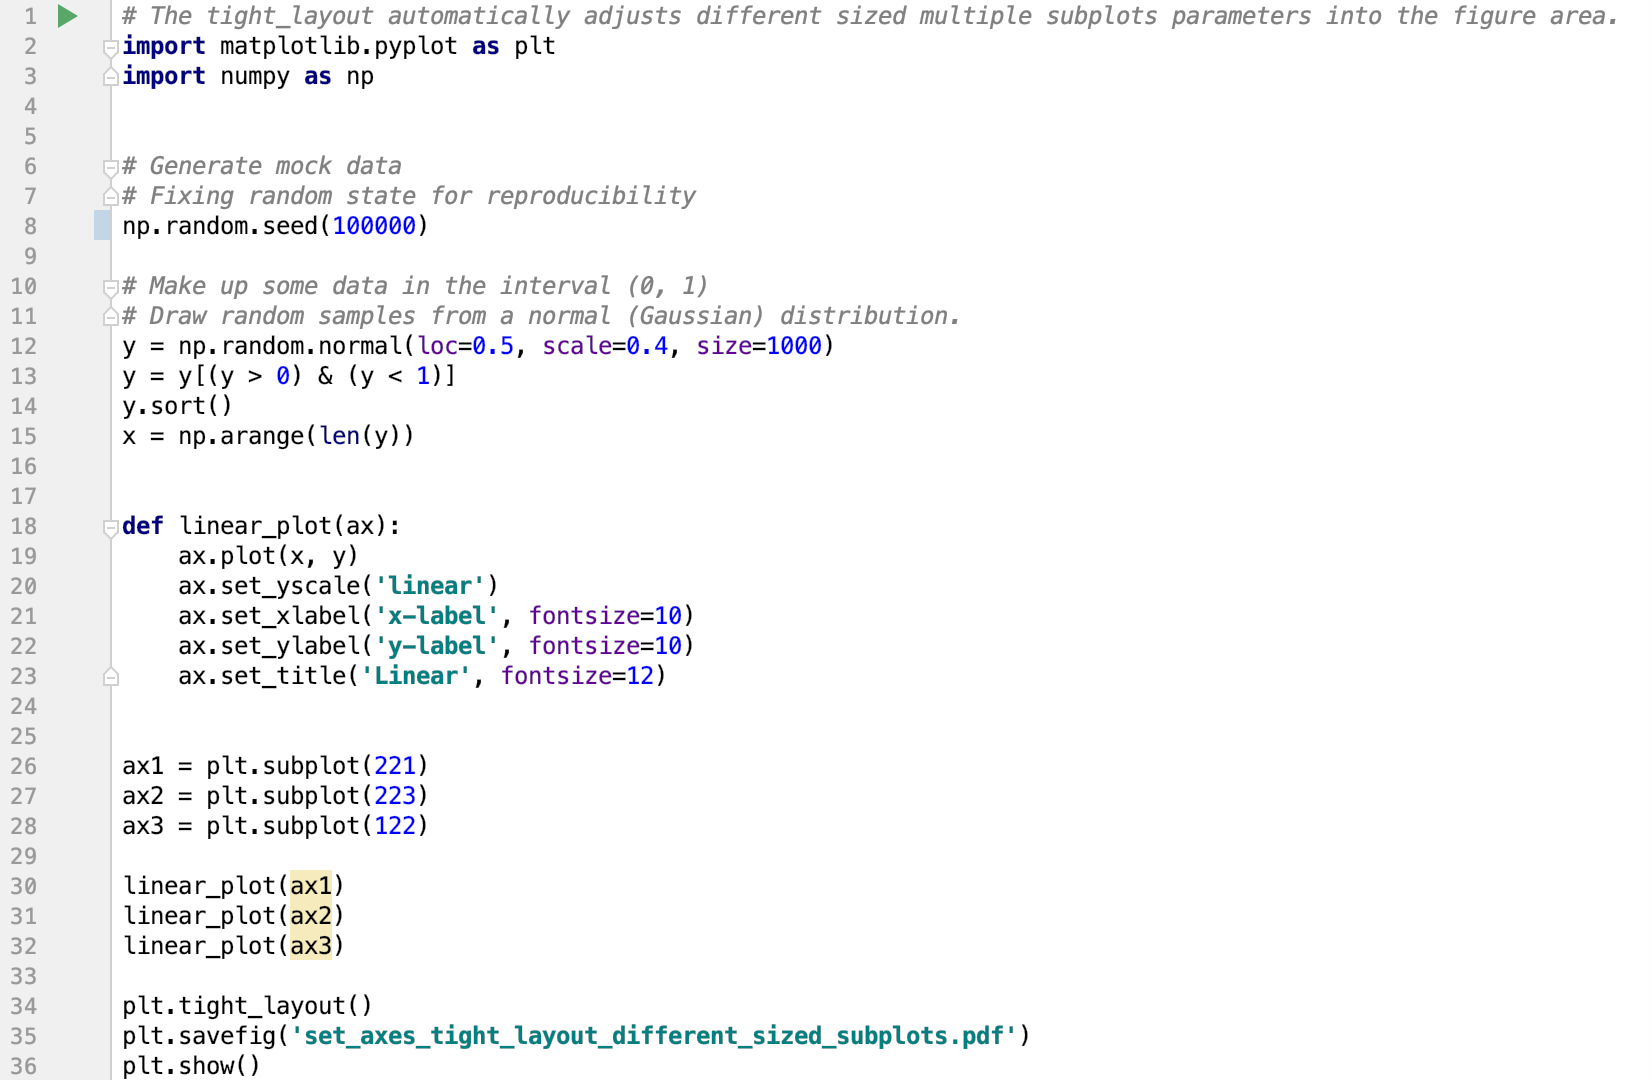 1 # The tight_layout automatically adjusts different sized multiple subplots parameters into the figure area.
2 import matplotlib.pyplot as plt
3 import numpy as np
4
5
6 # Generate mock data
7 # Fixing random state for reproducibility
8 np.random.seed(100000)
9
10 # Make up some data in the interval (0, 1)
11 # Draw random samples from a normal (Gaussian) distribution.
12 y = np.random.normal(loc=0.5, scale=0.4, size=1000)
13 y = y[(y > 0) & (y < 1)]
14 y.sort()
15 x = np.arange(len(y))
16
17
18 def linear_plot(ax):
19     ax.plot(x, y)
20     ax.set_yscale('linear')
21     ax.set_xlabel('x-label', fontsize=10)
22     ax.set_ylabel('y-label', fontsize=10)
23     ax.set_title('Linear', fontsize=12)
24
25
26 ax1 = plt.subplot(221)
27 ax2 = plt.subplot(223)
28 ax3 = plt.subplot(122)
29
30 linear_plot(ax1)
31 linear_plot(ax2)
32 linear_plot(ax3)
33
34 plt.tight_layout()
35 plt.savefig('set_axes_tight_layout_different_sized_subplots.pdf')
36 plt.show()